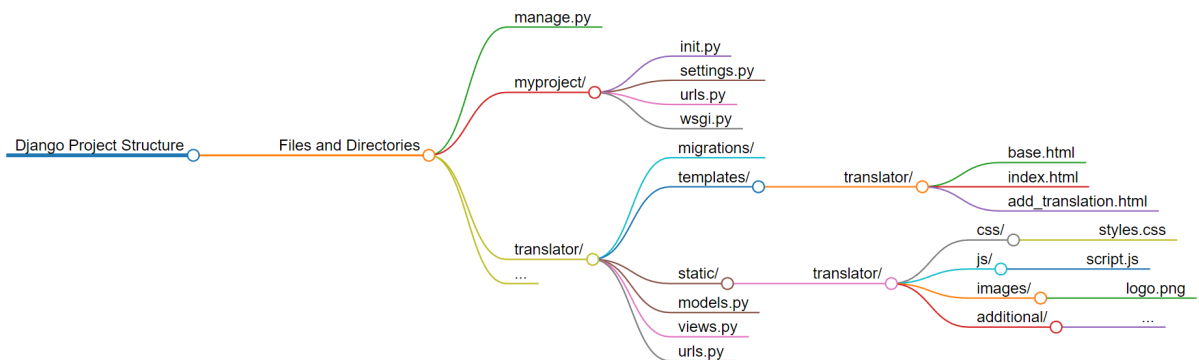 Django Project Structure
Files and Directories
manage.py
myproject/
init.py
settings.py
urls.py
wsgi.py
translator/
migrations/
templates/
translator/
base.html
index.html
add_translation.html
static/
translator/
css/
styles.css
js/
script.js
images/
logo.png
additional/
...
models.py
views.py
urls.py
...